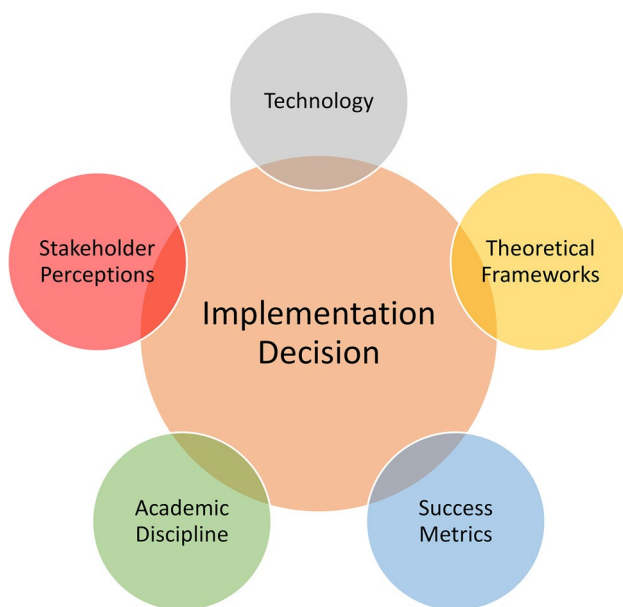 Technology
Stakeholder
Perceptions
Theoretical
Frameworks
Implementation
Decision
Academic
Discipline
Success
Metrics